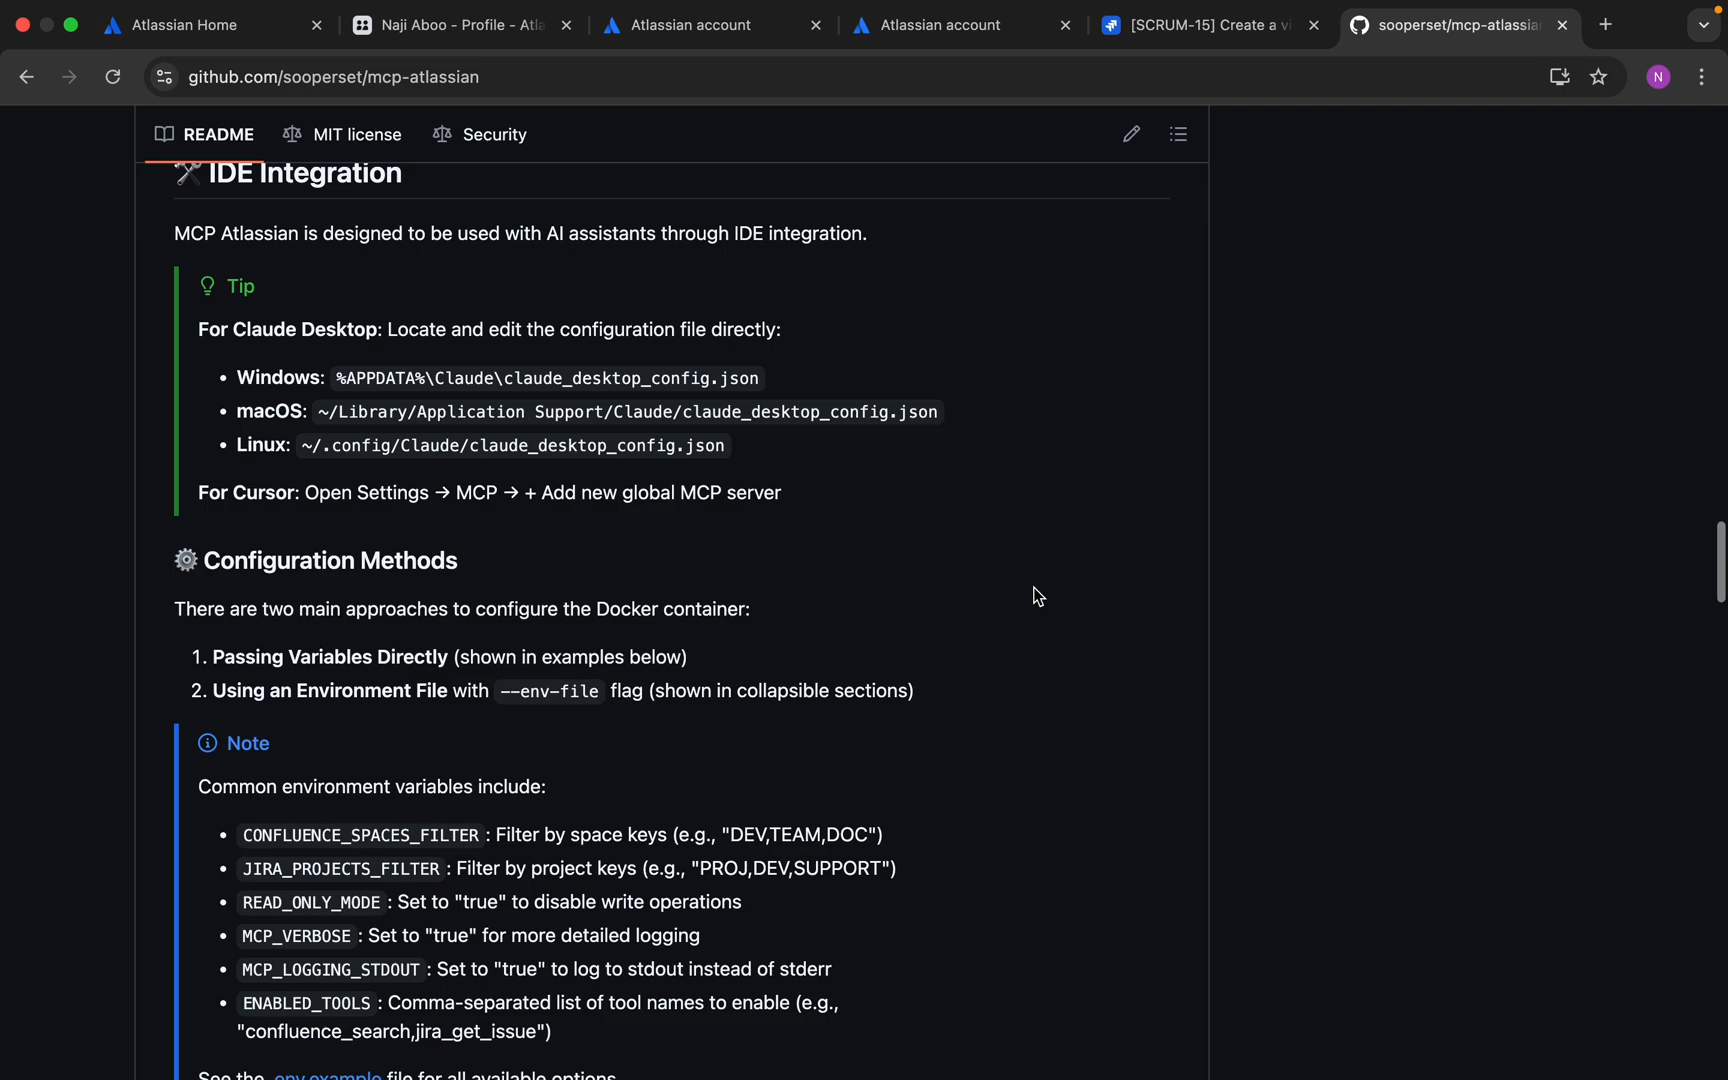 Atlassian Home
Naji Aboo - Profile - Atla
Atlassian account
Atlassian account
[SCRUM-15] Create a vi
sooperset/mcp-atlassia
github.com/sooperset/mcp-atlassian
N
README
MIT license
Security
IDE Integration
MCP Atlassian is designed to be used with AI assistants through IDE integration.
Tip
For Claude Desktop: Locate and edit the configuration file directly:
• Windows: %APPDATA%\Claude\claude_desktop_config.json
• macOS: ~/Library/Application Support/Claude/claude_desktop_config.json
• Linux: ~/.config/Claude/claude_desktop_config.json
For Cursor: Open Settings → MCP → + Add new global MCP server
Configuration Methods
There are two main approaches to configure the Docker container:
1. Passing Variables Directly (shown in examples below)
2. Using an Environment File with --env-file flag (shown in collapsible sections)
Note
Common environment variables include:
• CONFLUENCE_SPACES_FILTER: Filter by space keys (e.g., "DEV,TEAM,DOC")
• JIRA_PROJECTS_FILTER: Filter by project keys (e.g., "PROJ,DEV,SUPPORT")
• READ_ONLY_MODE: Set to "true" to disable write operations
• MCP_VERBOSE: Set to "true" for more detailed logging
• MCP_LOGGING_STDOUT: Set to "true" to log to stdout instead of stderr
• ENABLED_TOOLS: Comma-separated list of tool names to enable (e.g.,
"confluence_search,jira_get_issue")
See the .env.example file for all available options.